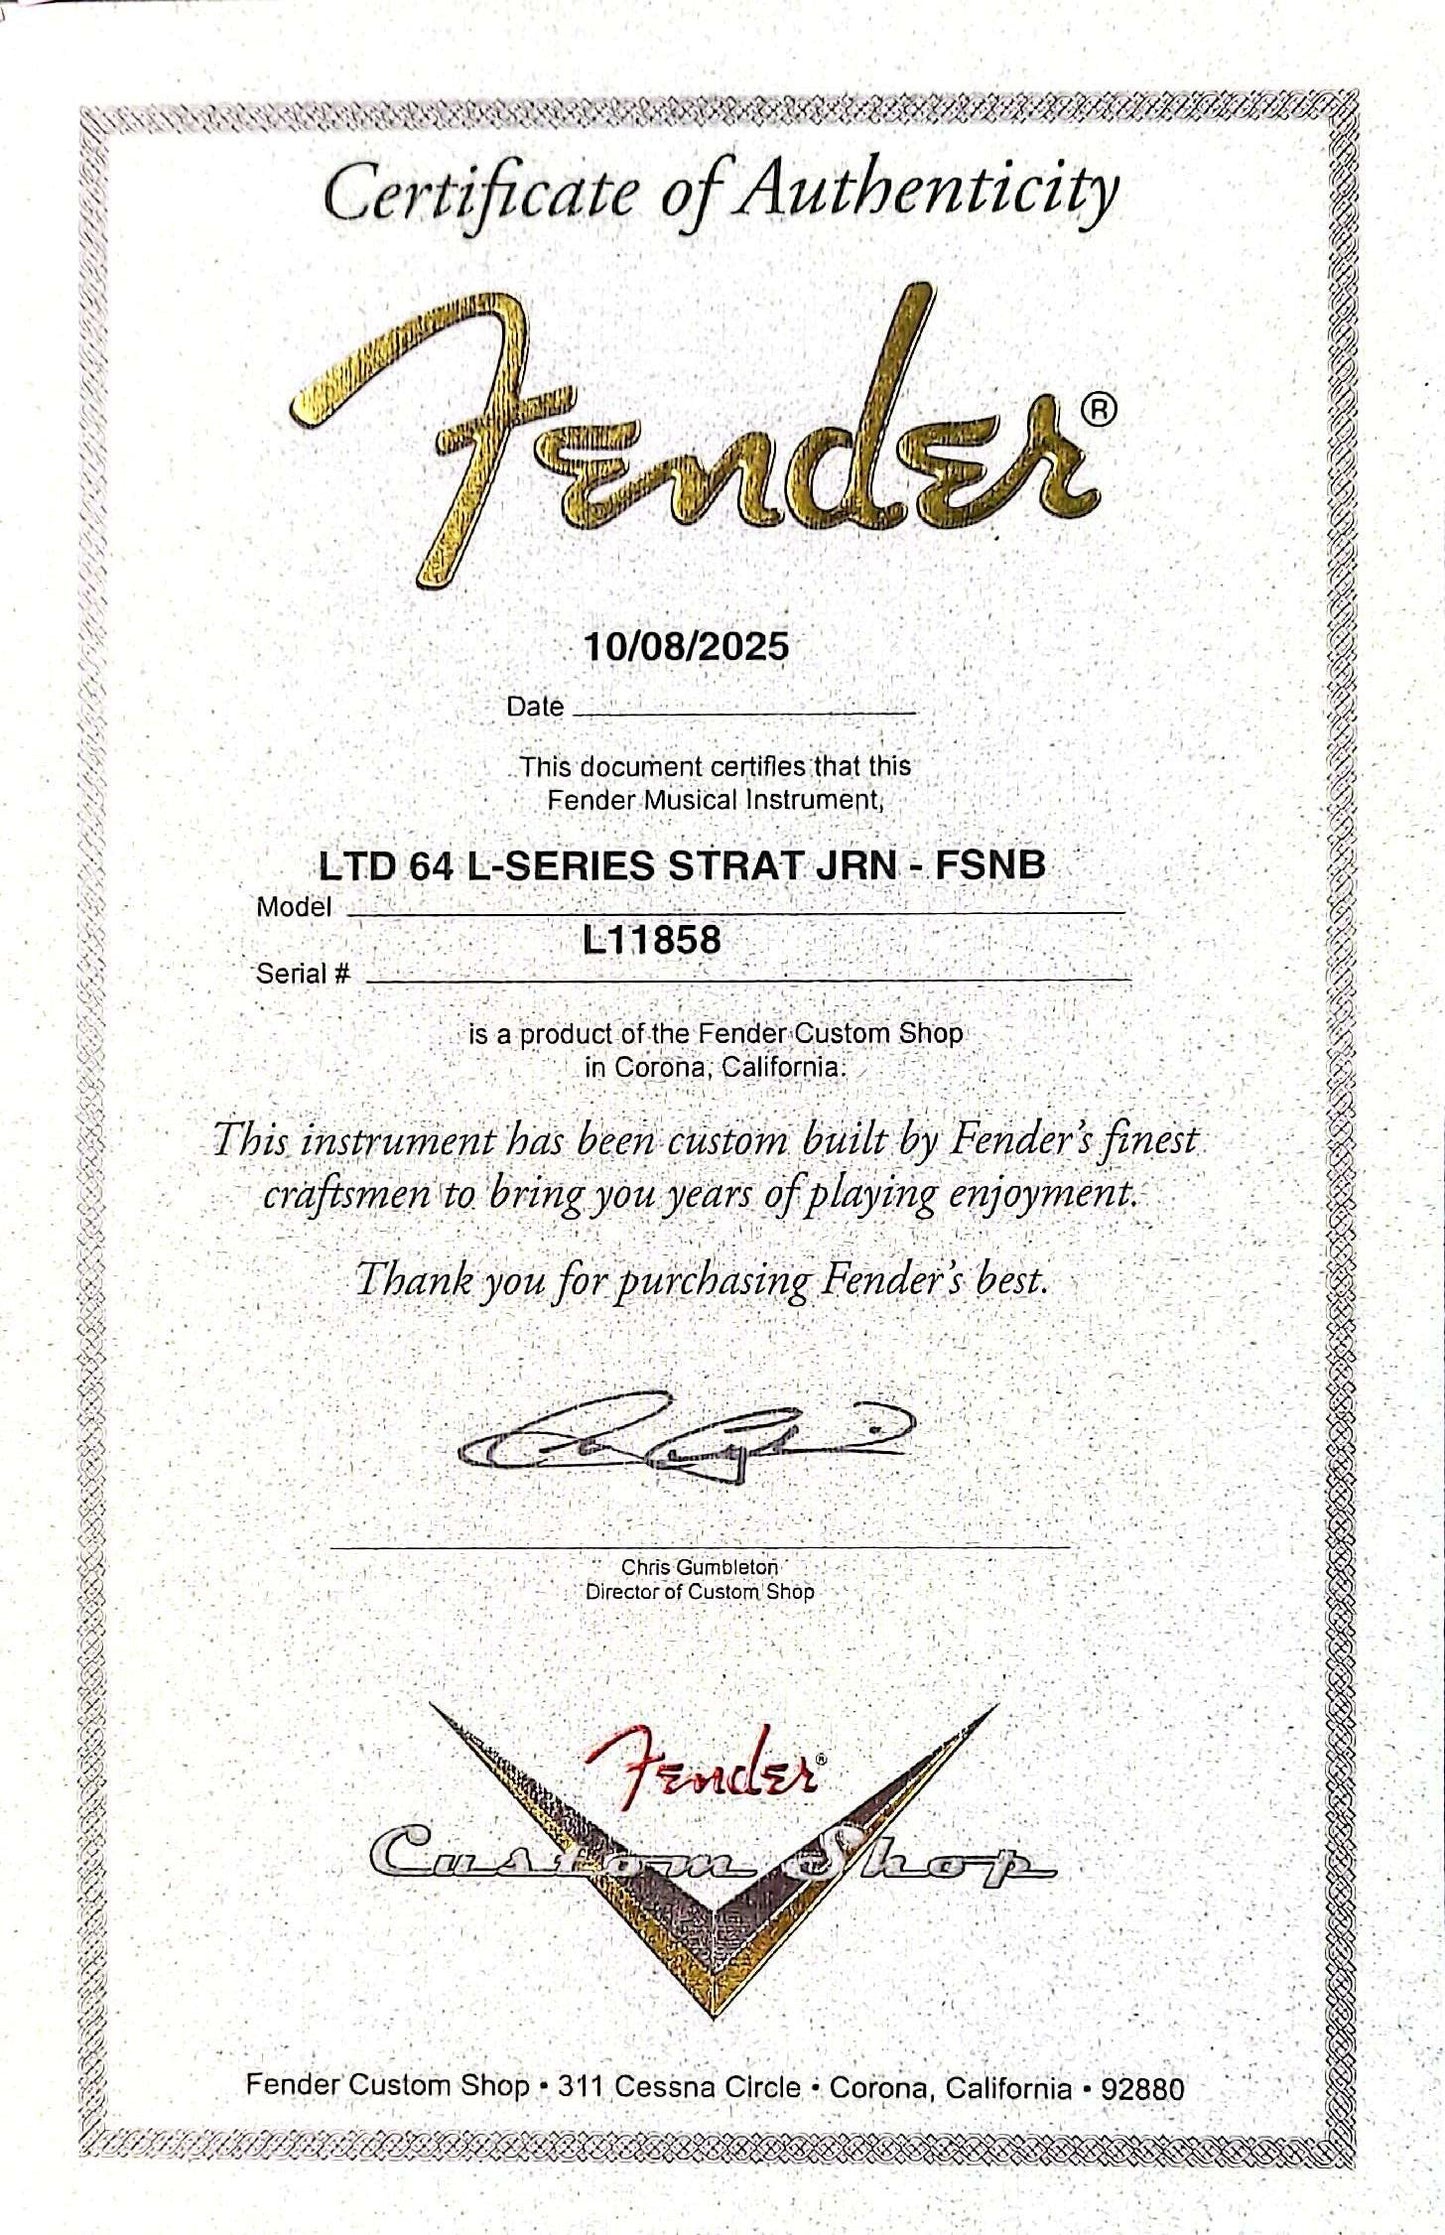 Certificate of Authenticity
Fender®
10/08/2025
Date
This document certifies that this
Fender Musical Instrument,
LTD 64 L-SERIES STRAT JRN - FSNB
Model
L11858
Serial #
is a product of the Fender Custom Shop
in Corona, California.
This instrument has been custom built by Fender's finest
craftsmen to bring you years of playing enjoyment.
Thank you for purchasing Fender's best.
Chris Gumbleton
Director of Custom Shop
Fender®
Custom Shop
Fender Custom Shop • 311 Cessna Circle • Corona, California • 92880